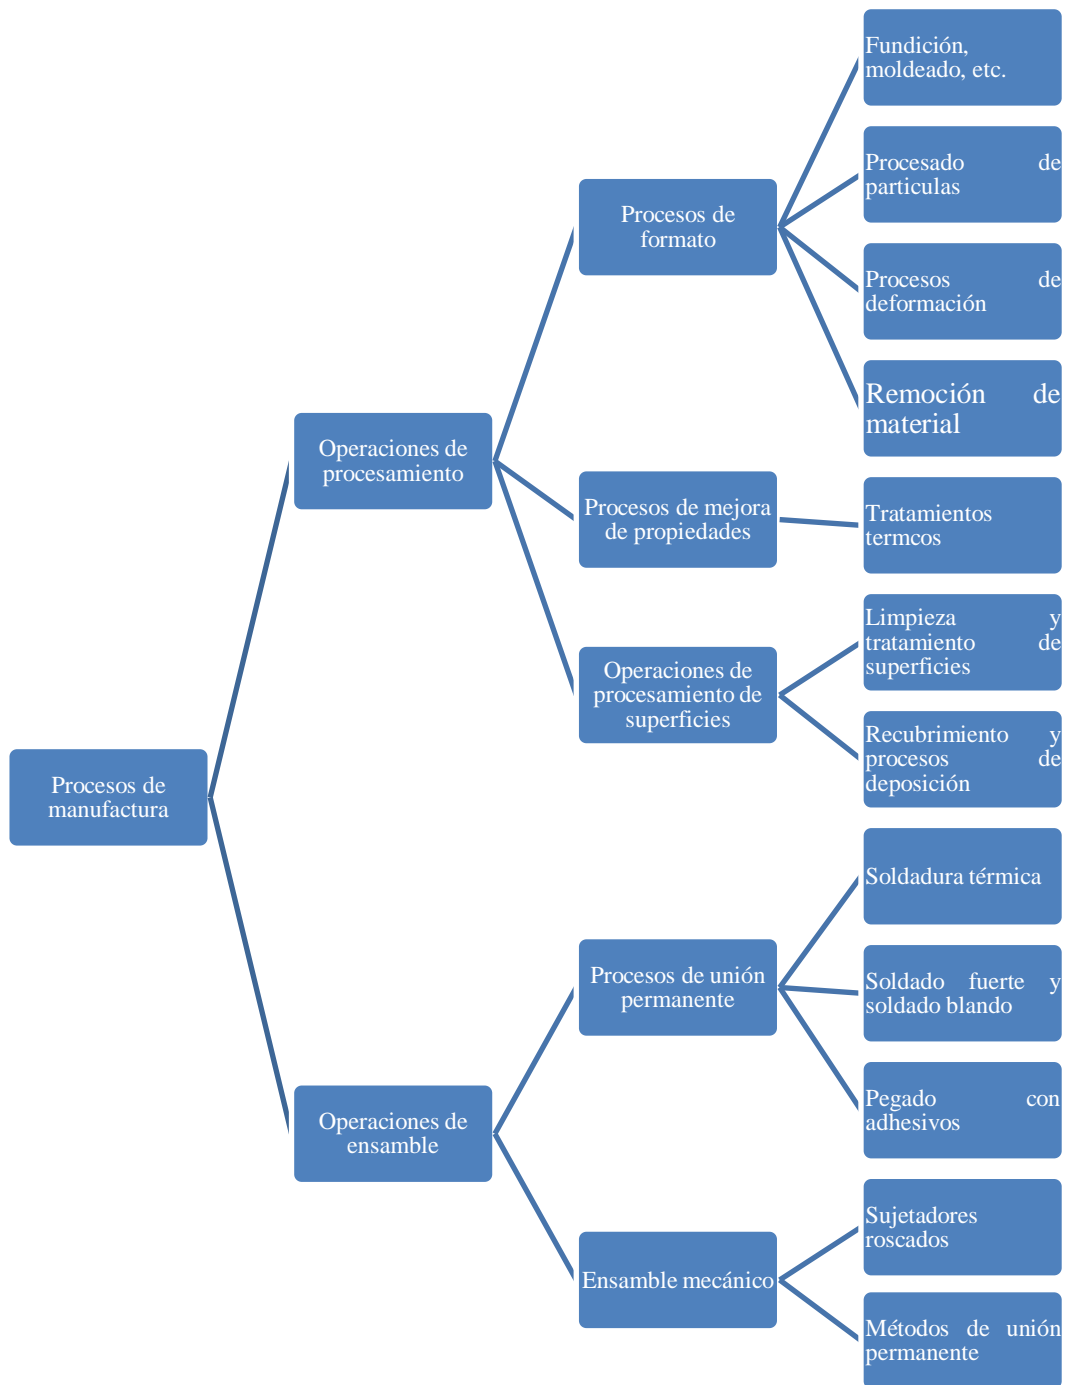 Fundición,
moldeado, etc.
Procesado de
particulas
Procesos de
formato
Procesos de
deformación
Remoción de
material
Operaciones de
procesamiento
Procesos de mejora
de propiedades
Tratamientos
termcos
Limpieza y
tratamiento de
superficies
Operaciones de
procesamiento de
superficies
Recubrimiento y
procesos de
deposición
Procesos de
manufactura
Soldadura térmica
Procesos de unión
permanente
Soldado fuerte y
soldado blando
Pegado con
adhesivos
Operaciones de
ensamble
Sujetadores
roscados
Ensamble mecánico
Métodos de unión
permanente